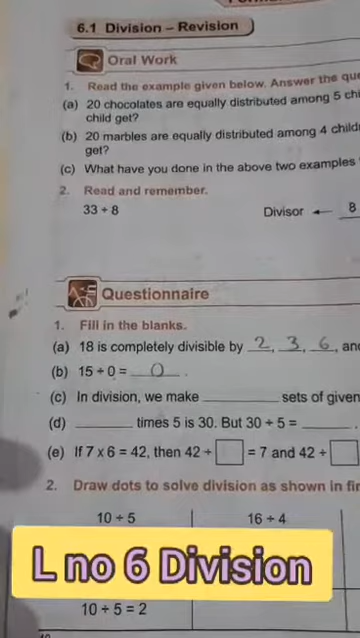 6.1 Division – Revision
Oral Work
1. Read the example given below. Answer the
(a) 20 chocolates are equally distributed among 5
child get?
(b) 20 marbles are equally distributed among 4
get?
(c) What have you done in the above two examples
2. Read and remember.
33 ÷ 8
Divisor ← 8
Questionnaire
1. Fill in the blanks.
(a) 18 is completely divisible by 2, 3, 6, and
(b) 15 ÷ 0 = 0.
(c) In division, we make ________ sets of given
(d) ________ times 5 is 30. But 30 ÷ 5 = ________.
(e) If 7 x 6 = 42, then 42 ÷ □ = 7 and 42 ÷ □
2. Draw dots to solve division as shown in
10 ÷ 5 16 ÷ 4
L no 6 Division
10 ÷ 5 = 2